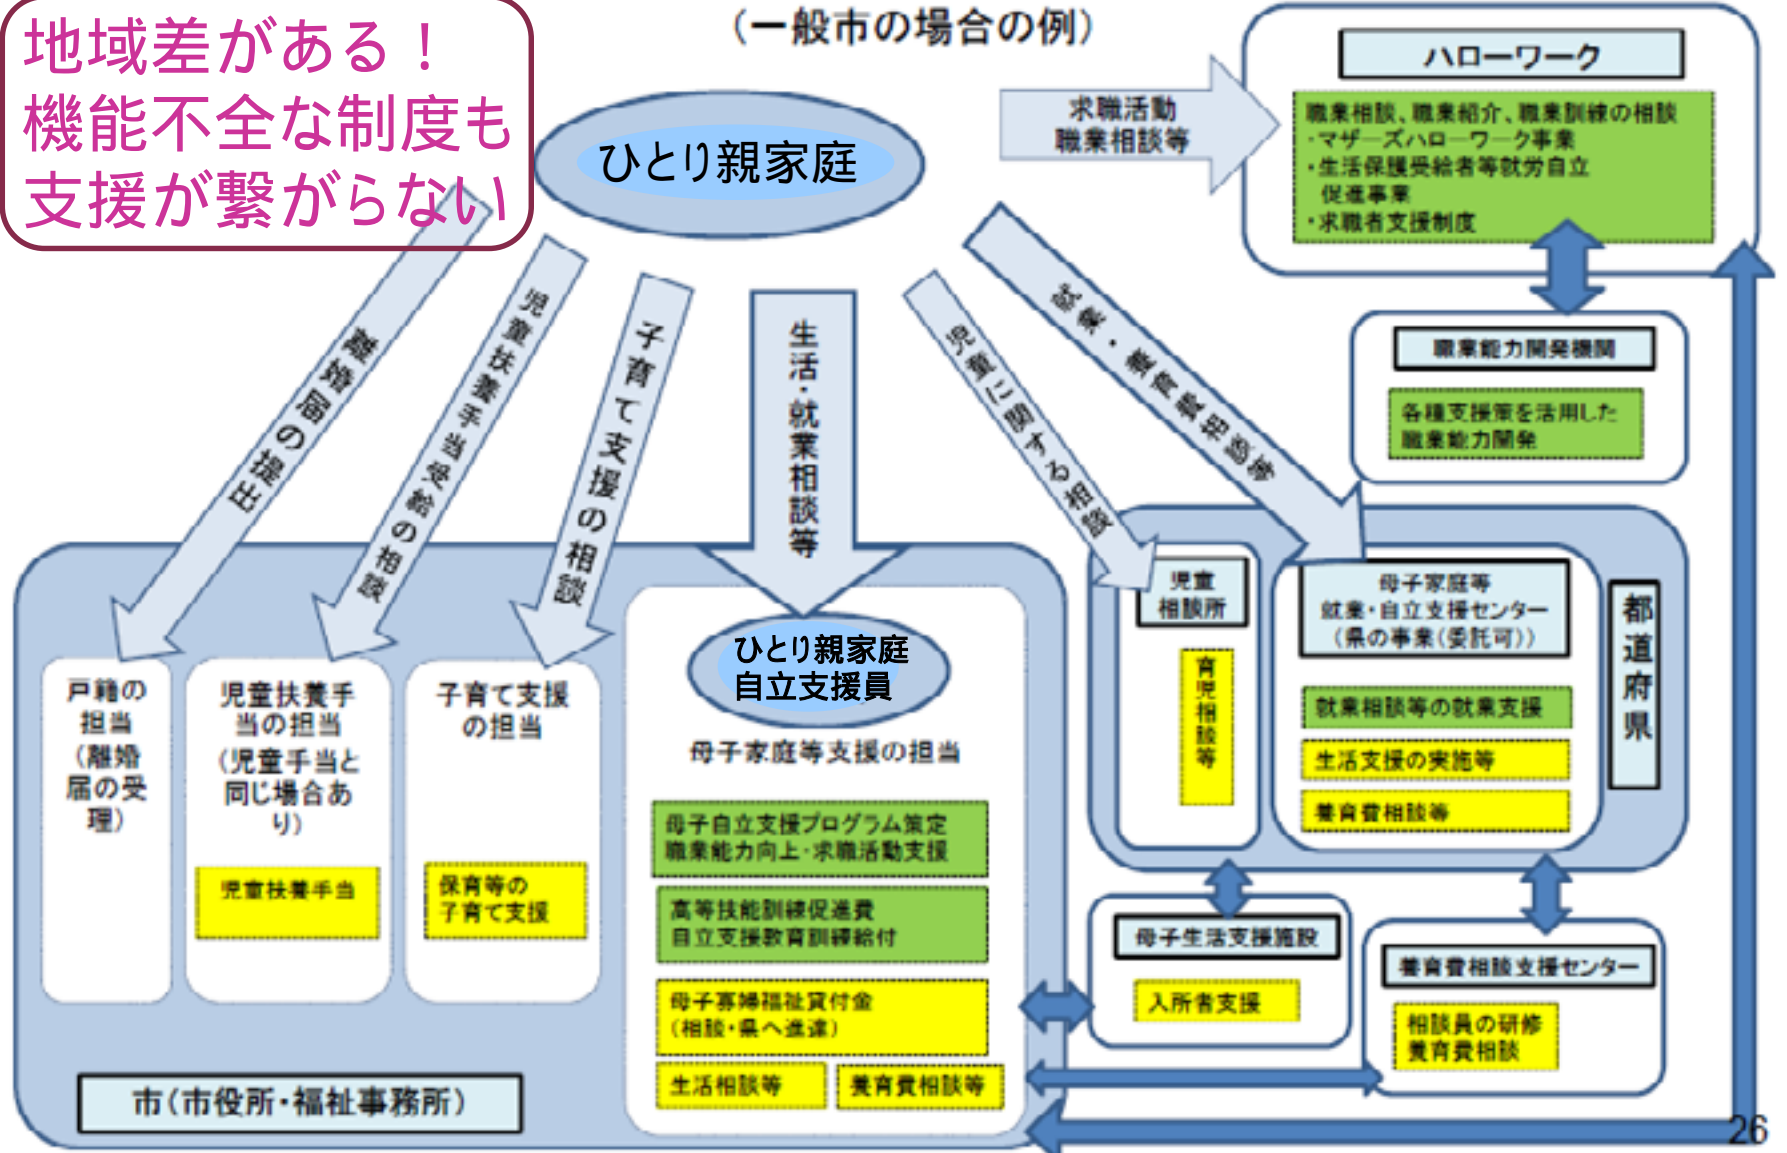 地域差がある！
機能不全な制度も
支援が繋がらない
（一般市の場合の例）
ひとり親家庭
求職活動
職業相談等
ハローワーク
職業相談、職業紹介、職業訓練の相談
・マザーズハローワーク事業
・生活保護受給者等就労自立
促進事業
・求職者支援制度
職業能力開発機関
各種支援策を活用した
職業能力開発
離婚届の提出
児童扶養手当受給の相談
子育て支援の相談
生活・就業相談等
児童に関する相談
就業・養育費相談等
戸籍の
担当
（離婚
届の受
理）
児童扶養手
当の担当
（児童手当と
同じ場合あ
り）
児童扶養手当
子育て支援
の担当
保育等の
子育て支援
ひとり親家庭
自立支援員
母子家庭等支援の担当
母子自立支援プログラム策定
職業能力向上・求職活動支援
高等技能訓練促進費
自立支援教育訓練給付
母子寡婦福祉貸付金
（相談・県へ進達）
生活相談等
養育費相談等
市（市役所・福祉事務所）
児童
相談所
育児相談等
母子家庭等
就業・自立支援センター
（県の事業（委託可））
就業相談等の就業支援
生活支援の実施等
養育費相談等
都道府県
母子生活支援施設
入所者支援
養育費相談支援センター
相談員の研修
養育費相談
26